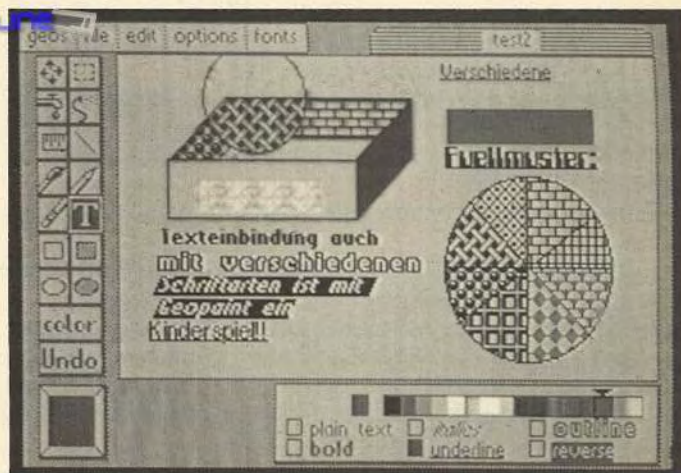 geos file edit options fonts
test2
Verschiedene
Fuellmuster:
Texteinbindung auch
mit verschiedenen
Schriftarten ist mit
Geopaint ein
Kinderspiel!!
T
color
Undo
plain text italics outline
bold underline reverse